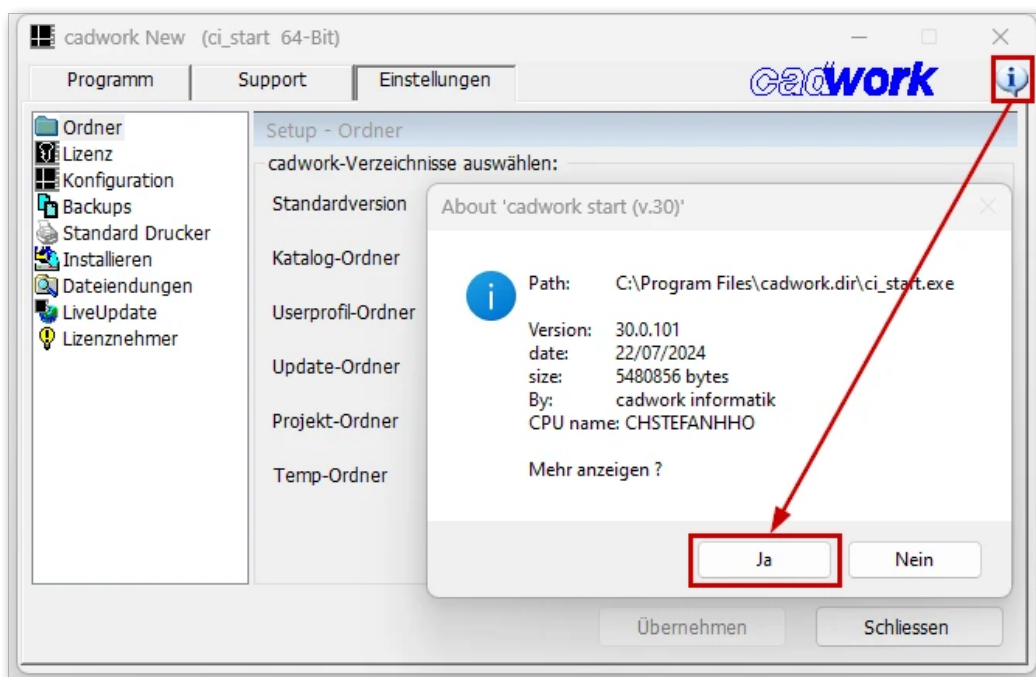 cadwork New (ci_start 64-Bit)
Programm
Support
Einstellungen
cadwork
Ordner
Lizenz
Konfiguration
Backups
Standard Drucker
Installieren
Dateiendungen
LiveUpdate
Lizenznehmer
Setup - Ordner
cadwork-Verzeichnisse auswählen:
Standardversion
Katalog-Ordner
Userprofil-Ordner
Update-Ordner
Projekt-Ordner
Temp-Ordner
About 'cadwork start (v.30)'
Path: C:\Program Files\cadwork.dir\ci_start.exe
Version: 30.0.101
date: 22/07/2024
size: 5480856 bytes
By: cadwork informatik
CPU name: CHSTEFANHHO
Mehr anzeigen ?
Ja
Nein
Übernehmen
Schliessen